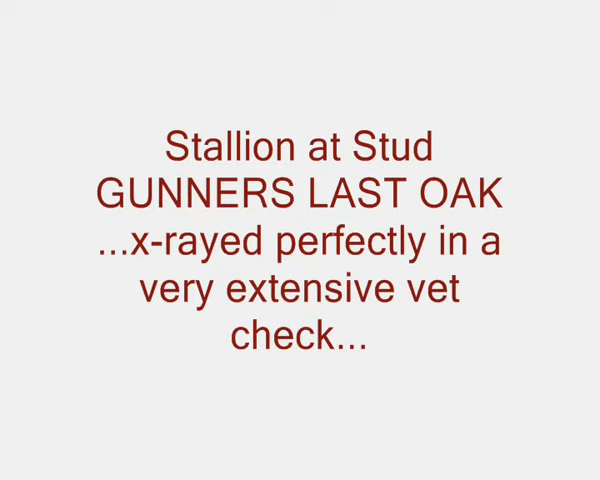 Stallion at Stud
GUNNERS LAST OAK
...x-rayed perfectly in a
very extensive vet
check...